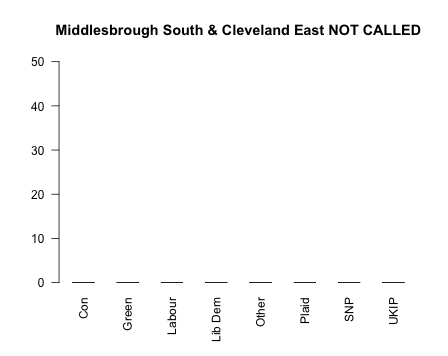 Middlesbrough South & Cleveland East NOT CALLED
50
40
30
20
10
0
Con
Green
Labour
Lib Dem
Other
Plaid
SNP
UKIP